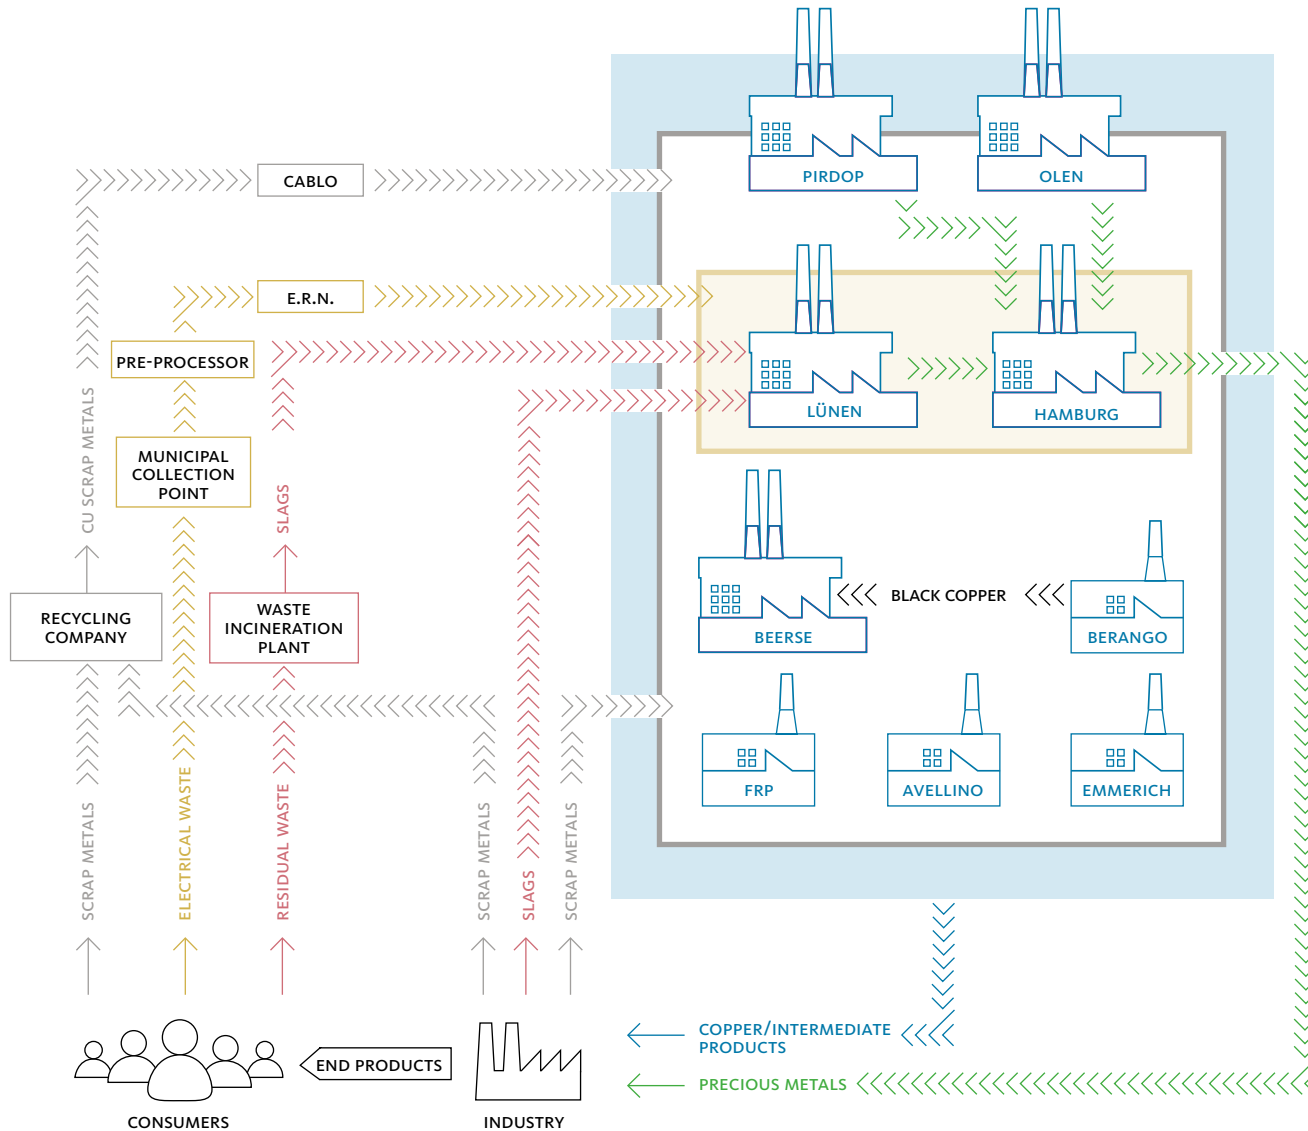 PIRDOP
OLEN
CABLO
E.R.N.
PRE-PROCESSOR
LÜNEN
HAMBURG
MUNICIPAL
COLLECTION
POINT
CU SCRAP METALS
SLAGS
RECYCLING
COMPANY
WASTE
INCINERATION
PLANT
BLACK COPPER
BEERSE
BERANGO
FRP
AVELLINO
EMMERICH
SCRAP METALS
ELECTRICAL WASTE
RESIDUAL WASTE
SCRAP METALS
SLAGS
SCRAP METALS
COPPER/INTERMEDIATE
PRODUCTS
END PRODUCTS
PRECIOUS METALS
CONSUMERS
INDUSTRY